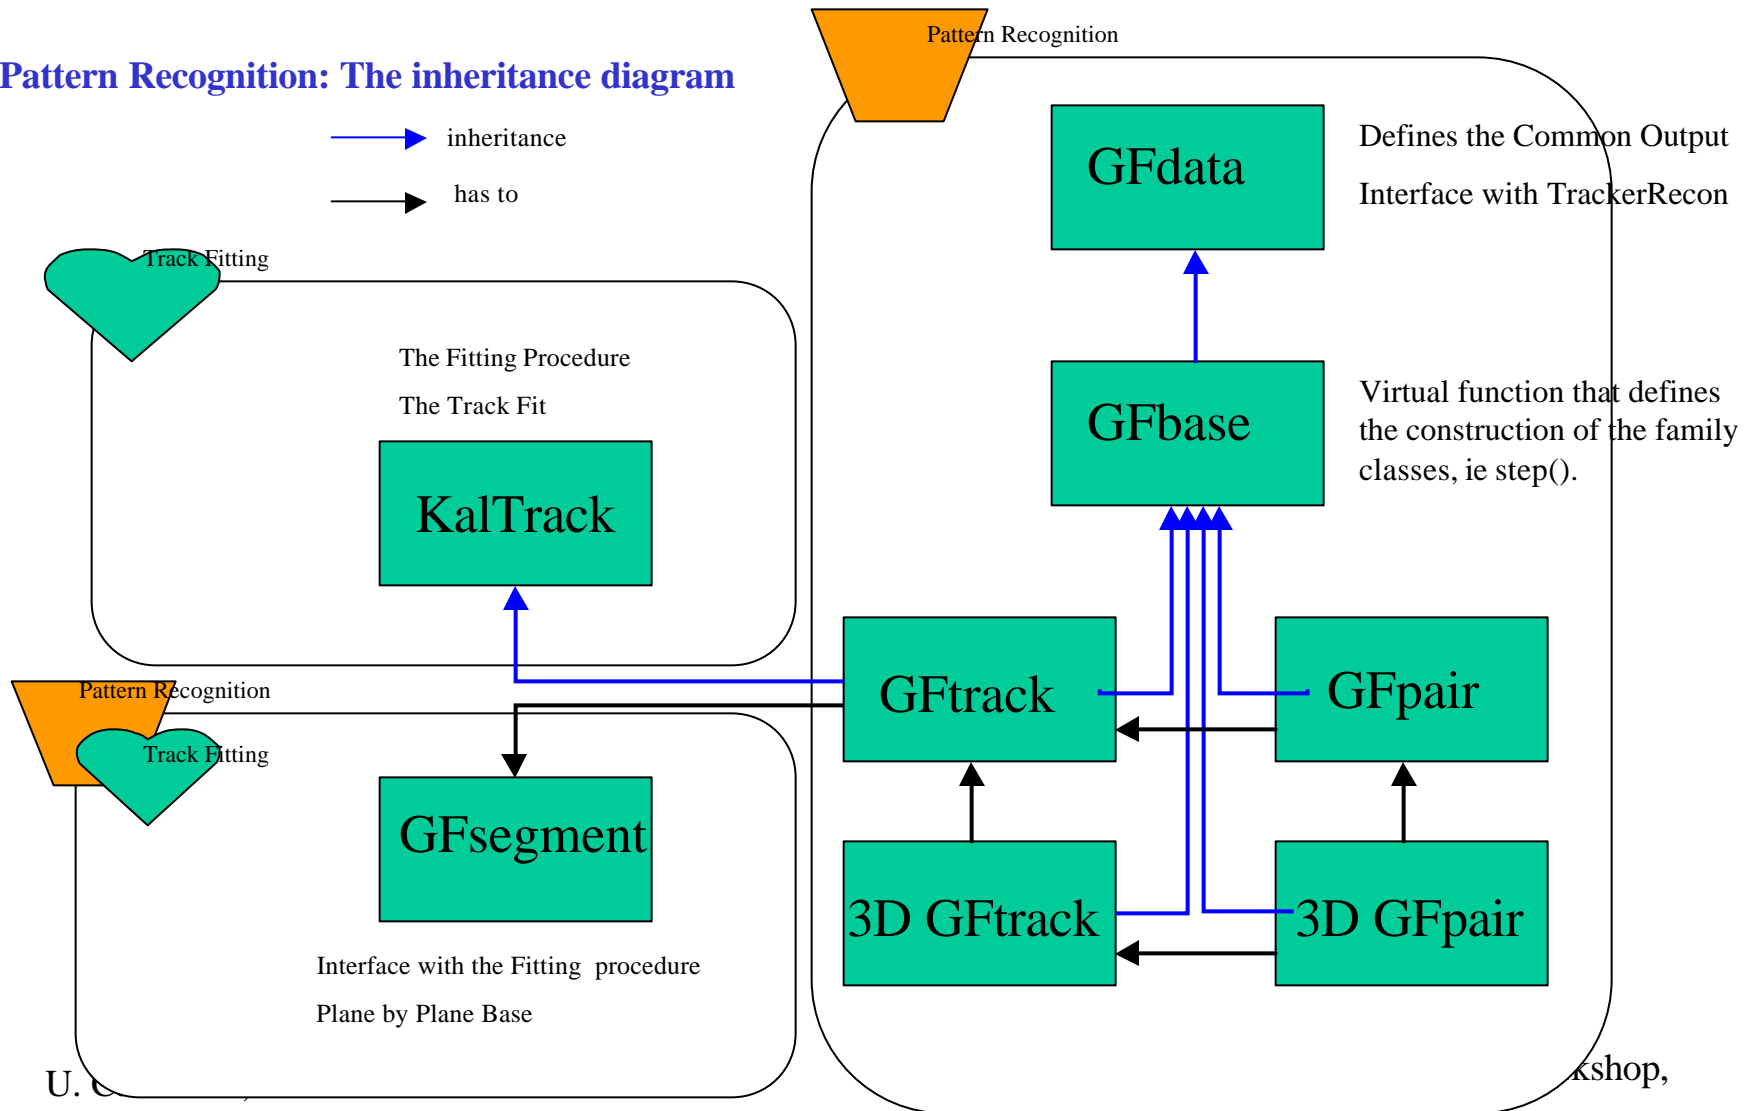 Pattern Recognition
Pattern Recognition: The inheritance diagram
inheritance
has to
GFdata
Defines the Common Output
Interface with TrackerRecon
Track Fitting
The Fitting Procedure
The Track Fit
KalTrack
GFbase
Virtual function that defines
the construction of the family
classes, ie step().
Pattern Recognition
Track Fitting
GFtrack
GFpair
GFsegment
3D GFtrack
3D GFpair
Interface with the Fitting procedure
Plane by Plane Base
U.